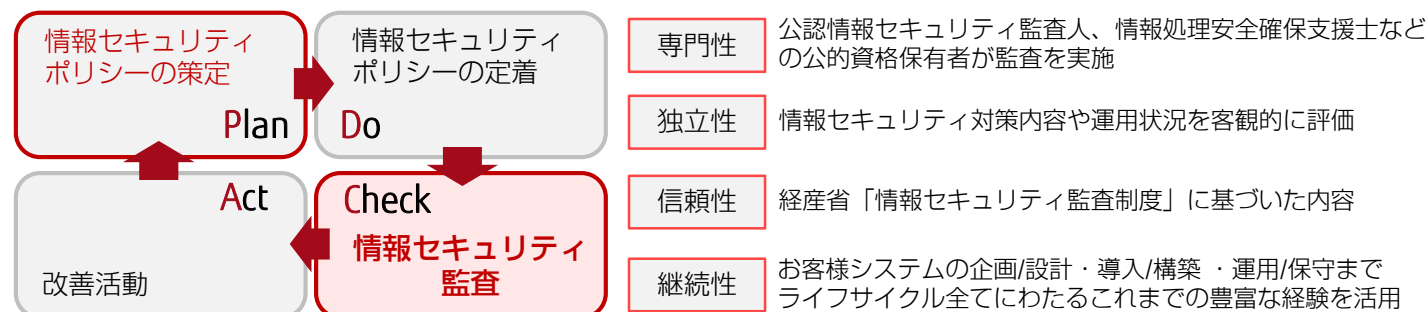 情報セキュリティ
ポリシーの策定
Plan
情報セキュリティ
ポリシーの定着
Do
Act
改善活動
Check
情報セキュリティ
監査
専門性
公認情報セキュリティ監査人、情報処理安全確保支援士など
の公的資格保有者が監査を実施
独立性
情報セキュリティ対策内容や運用状況を客観的に評価
信頼性
経産省「情報セキュリティ監査制度」に基づいた内容
継続性
お客様システムの企画/設計・導入/構築 ・運用/保守まで
ライフサイクル全てにわたるこれまでの豊富な経験を活用